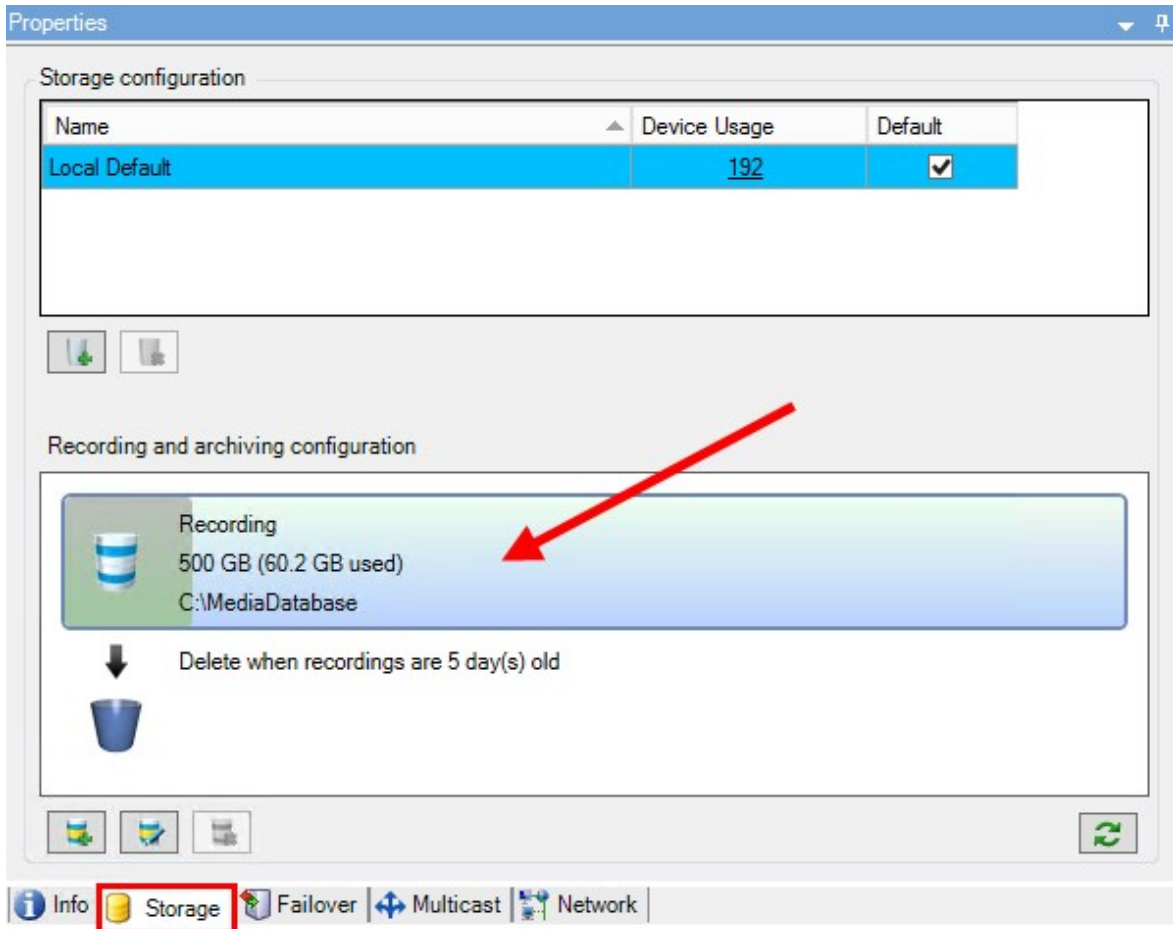 Properties
Storage configuration
Name Device Usage Default
Local Default 192
Recording and archiving configuration
Recording
500 GB (60.2 GB used)
C:\MediaDatabase
Delete when recordings are 5 day(s) old
Info Storage Failover Multicast Network